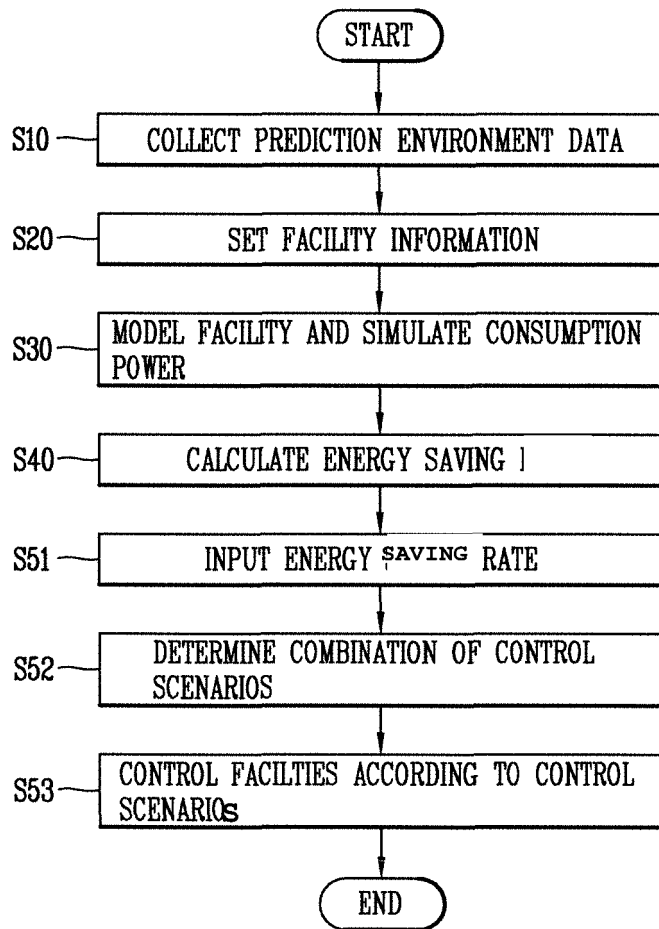 START
S10 COLLECT PREDICTION ENVIRONMENT DATA
S20 SET FACILITY INFORMATION
S30 MODEL FACILITY AND SIMULATE CONSUMPTION
POWER
S40 CALCULATE ENERGY SAVING
S51 INPUT ENERGY SAVING RATE
S52 DETERMINE COMBINATION OF CONTROL
SCENARIOS
S53 CONTROL FACILTIES ACCORDING TO CONTROL
SCENARIOs
END